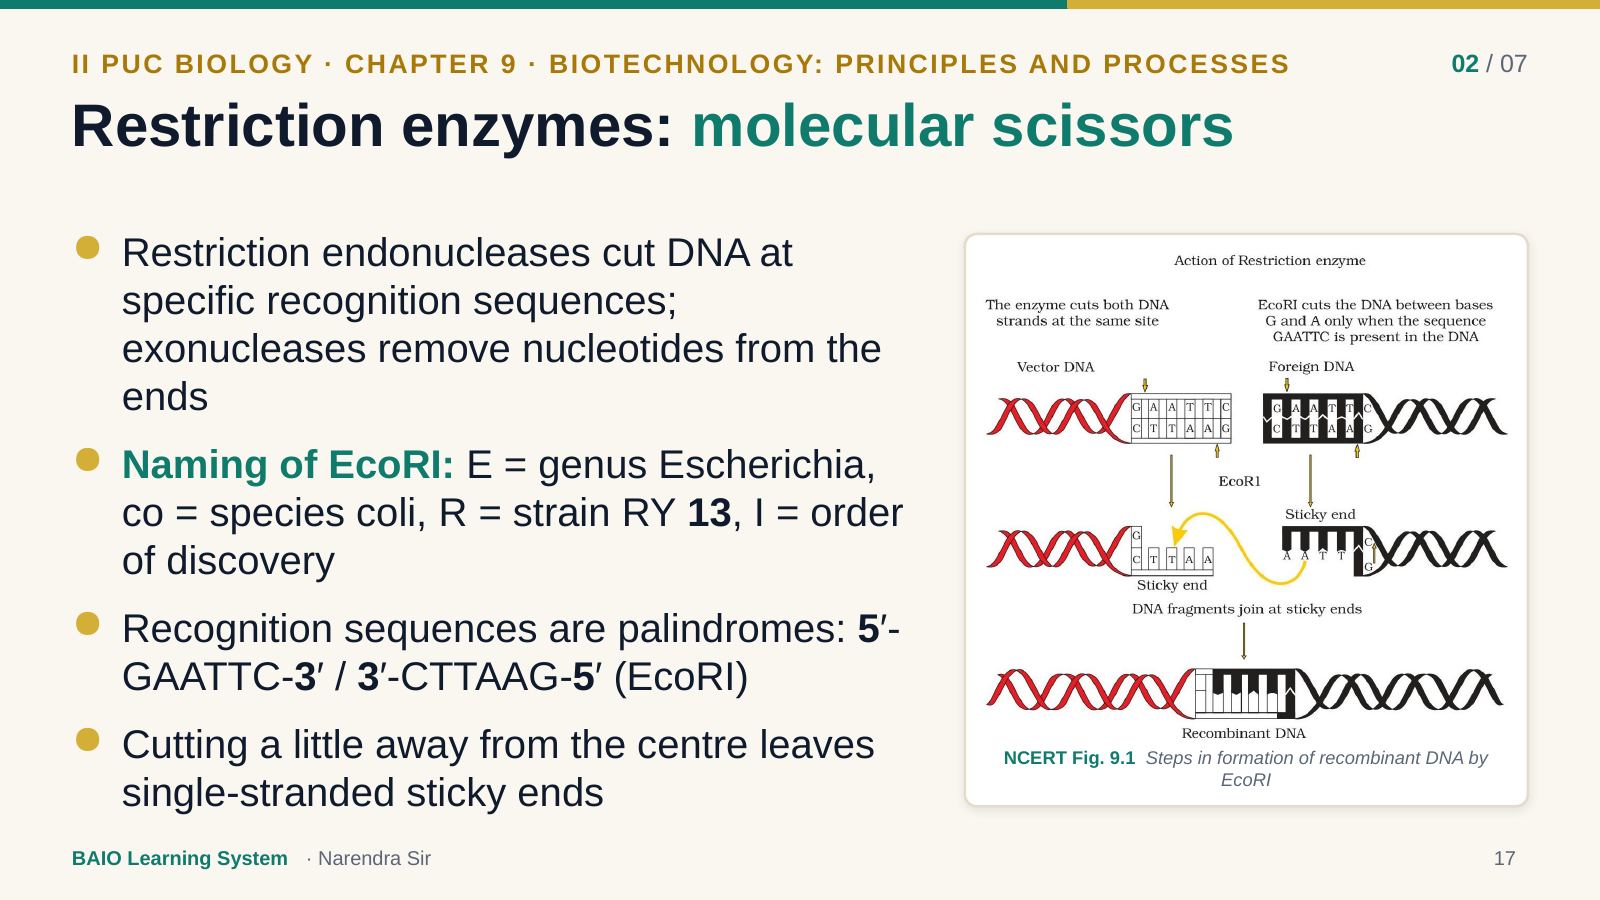 II PUC BIOLOGY · CHAPTER 9 · BIOTECHNOLOGY: PRINCIPLES AND PROCESSES
02 / 07
Restriction enzymes: molecular scissors
Restriction endonucleases cut DNA at
specific recognition sequences;
exonucleases remove nucleotides from the
ends
Naming of EcoRI: E = genus Escherichia,
co = species coli, R = strain RY 13, I = order
of discovery
Recognition sequences are palindromes: 5′-
GAATTC-3′ / 3′-CTTAAG-5′ (EcoRI)
Cutting a little away from the centre leaves
single-stranded sticky ends
Action of Restriction enzyme
The enzyme cuts both DNA
strands at the same site
EcoRI cuts the DNA between bases
G and A only when the sequence
GAATTC is present in the DNA
Vector DNA
Foreign DNA
G A A T T C
C T T A A G
G A A T T C
C T T A A G
EcoR1
Sticky end
G
C T T A A
C
A A T T
G
Sticky end
DNA fragments join at sticky ends
Recombinant DNA
NCERT Fig. 9.1 Steps in formation of recombinant DNA by
EcoRI
BAIO Learning System · Narendra Sir
17